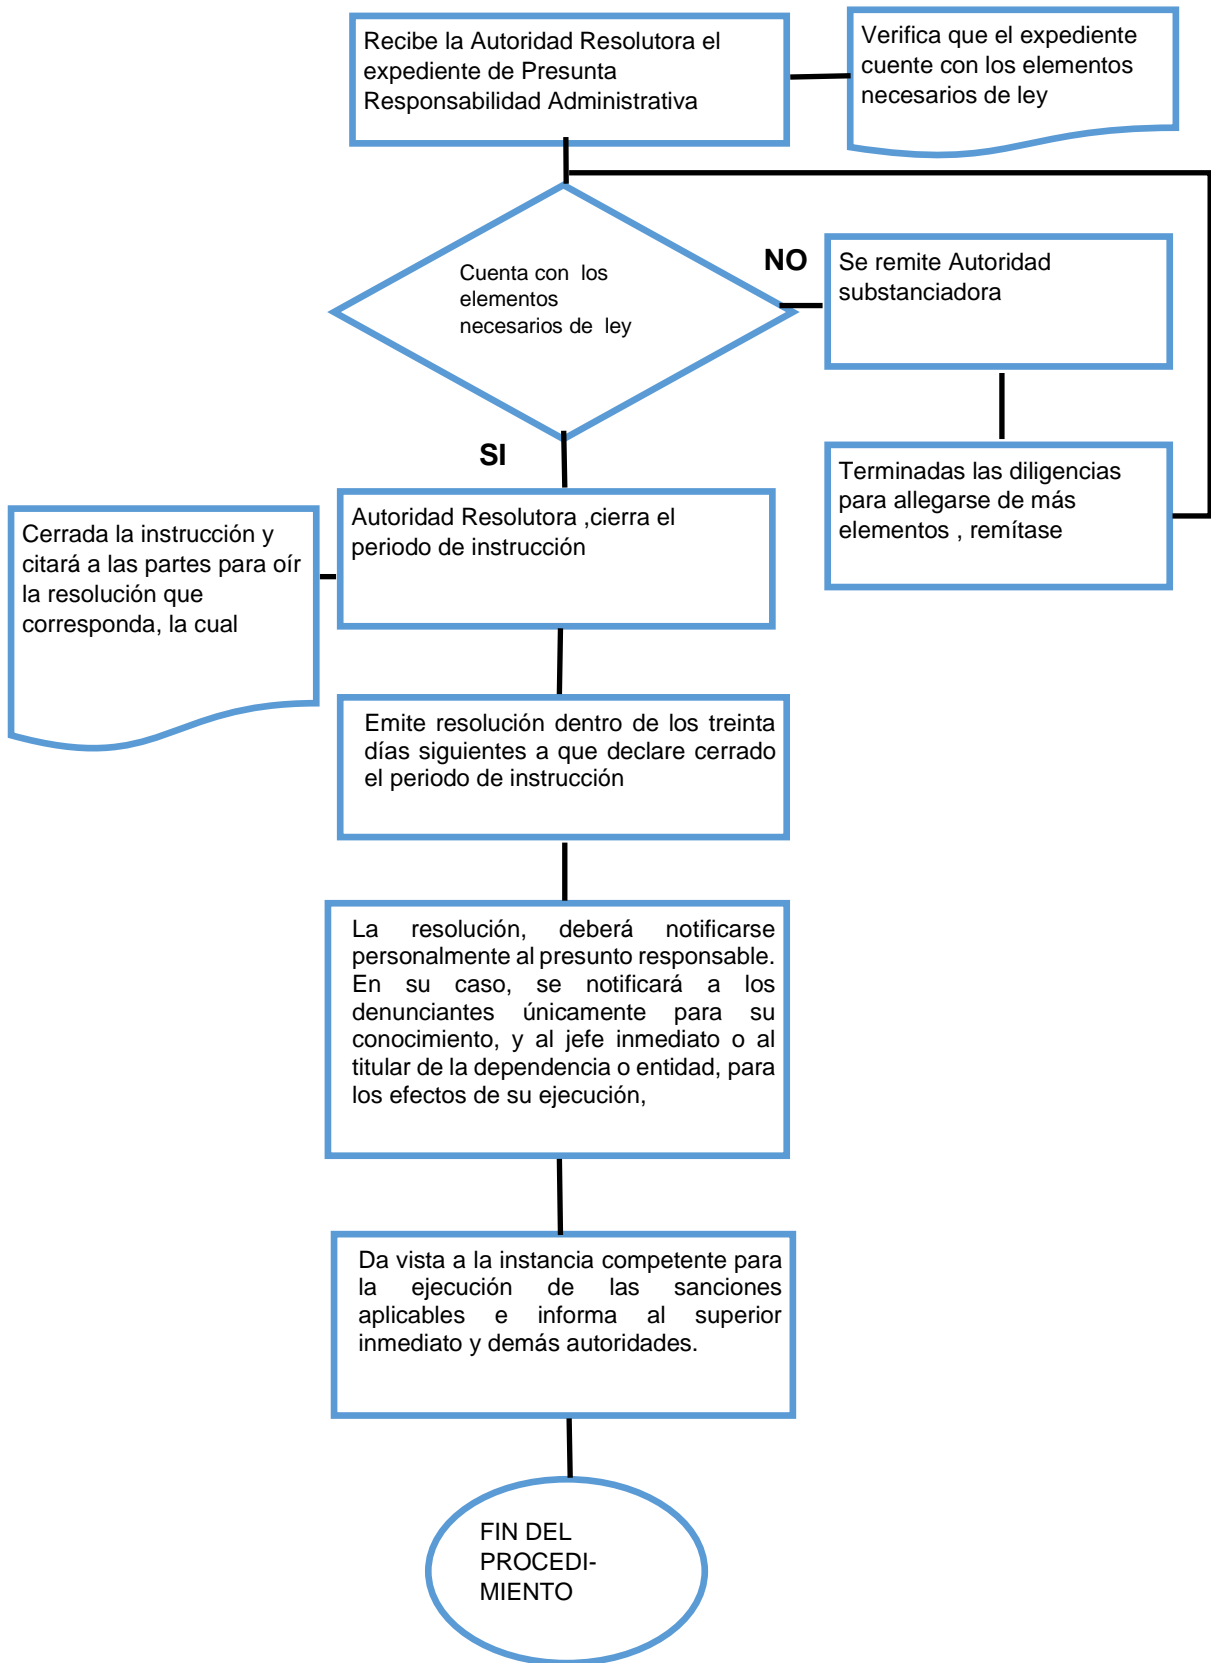 Recibe la Autoridad Resolutora el
expediente de Presunta
Responsabilidad Administrativa
Verifica que el expediente
cuente con los elementos
necesarios de ley
Cuenta con los
elementos
necesarios de ley
NO
Se remite Autoridad
substanciadora
Terminadas las diligencias
para allegarse de más
elementos , remítase
SI
Autoridad Resolutora ,cierra el
periodo de instrucción
Cerrada la instrucción y
citará a las partes para oír
la resolución que
corresponda, la cual
Emite resolución dentro de los treinta
días siguientes a que declare cerrado
el periodo de instrucción
La resolución, deberá notificarse
personalmente al presunto responsable.
En su caso, se notificará a los
denunciantes únicamente para su
conocimiento, y al jefe inmediato o al
titular de la dependencia o entidad, para
los efectos de su ejecución,
Da vista a la instancia competente para
la ejecución de las sanciones
aplicables e informa al superior
inmediato y demás autoridades.
FIN DEL
PROCEDI-
MIENTO